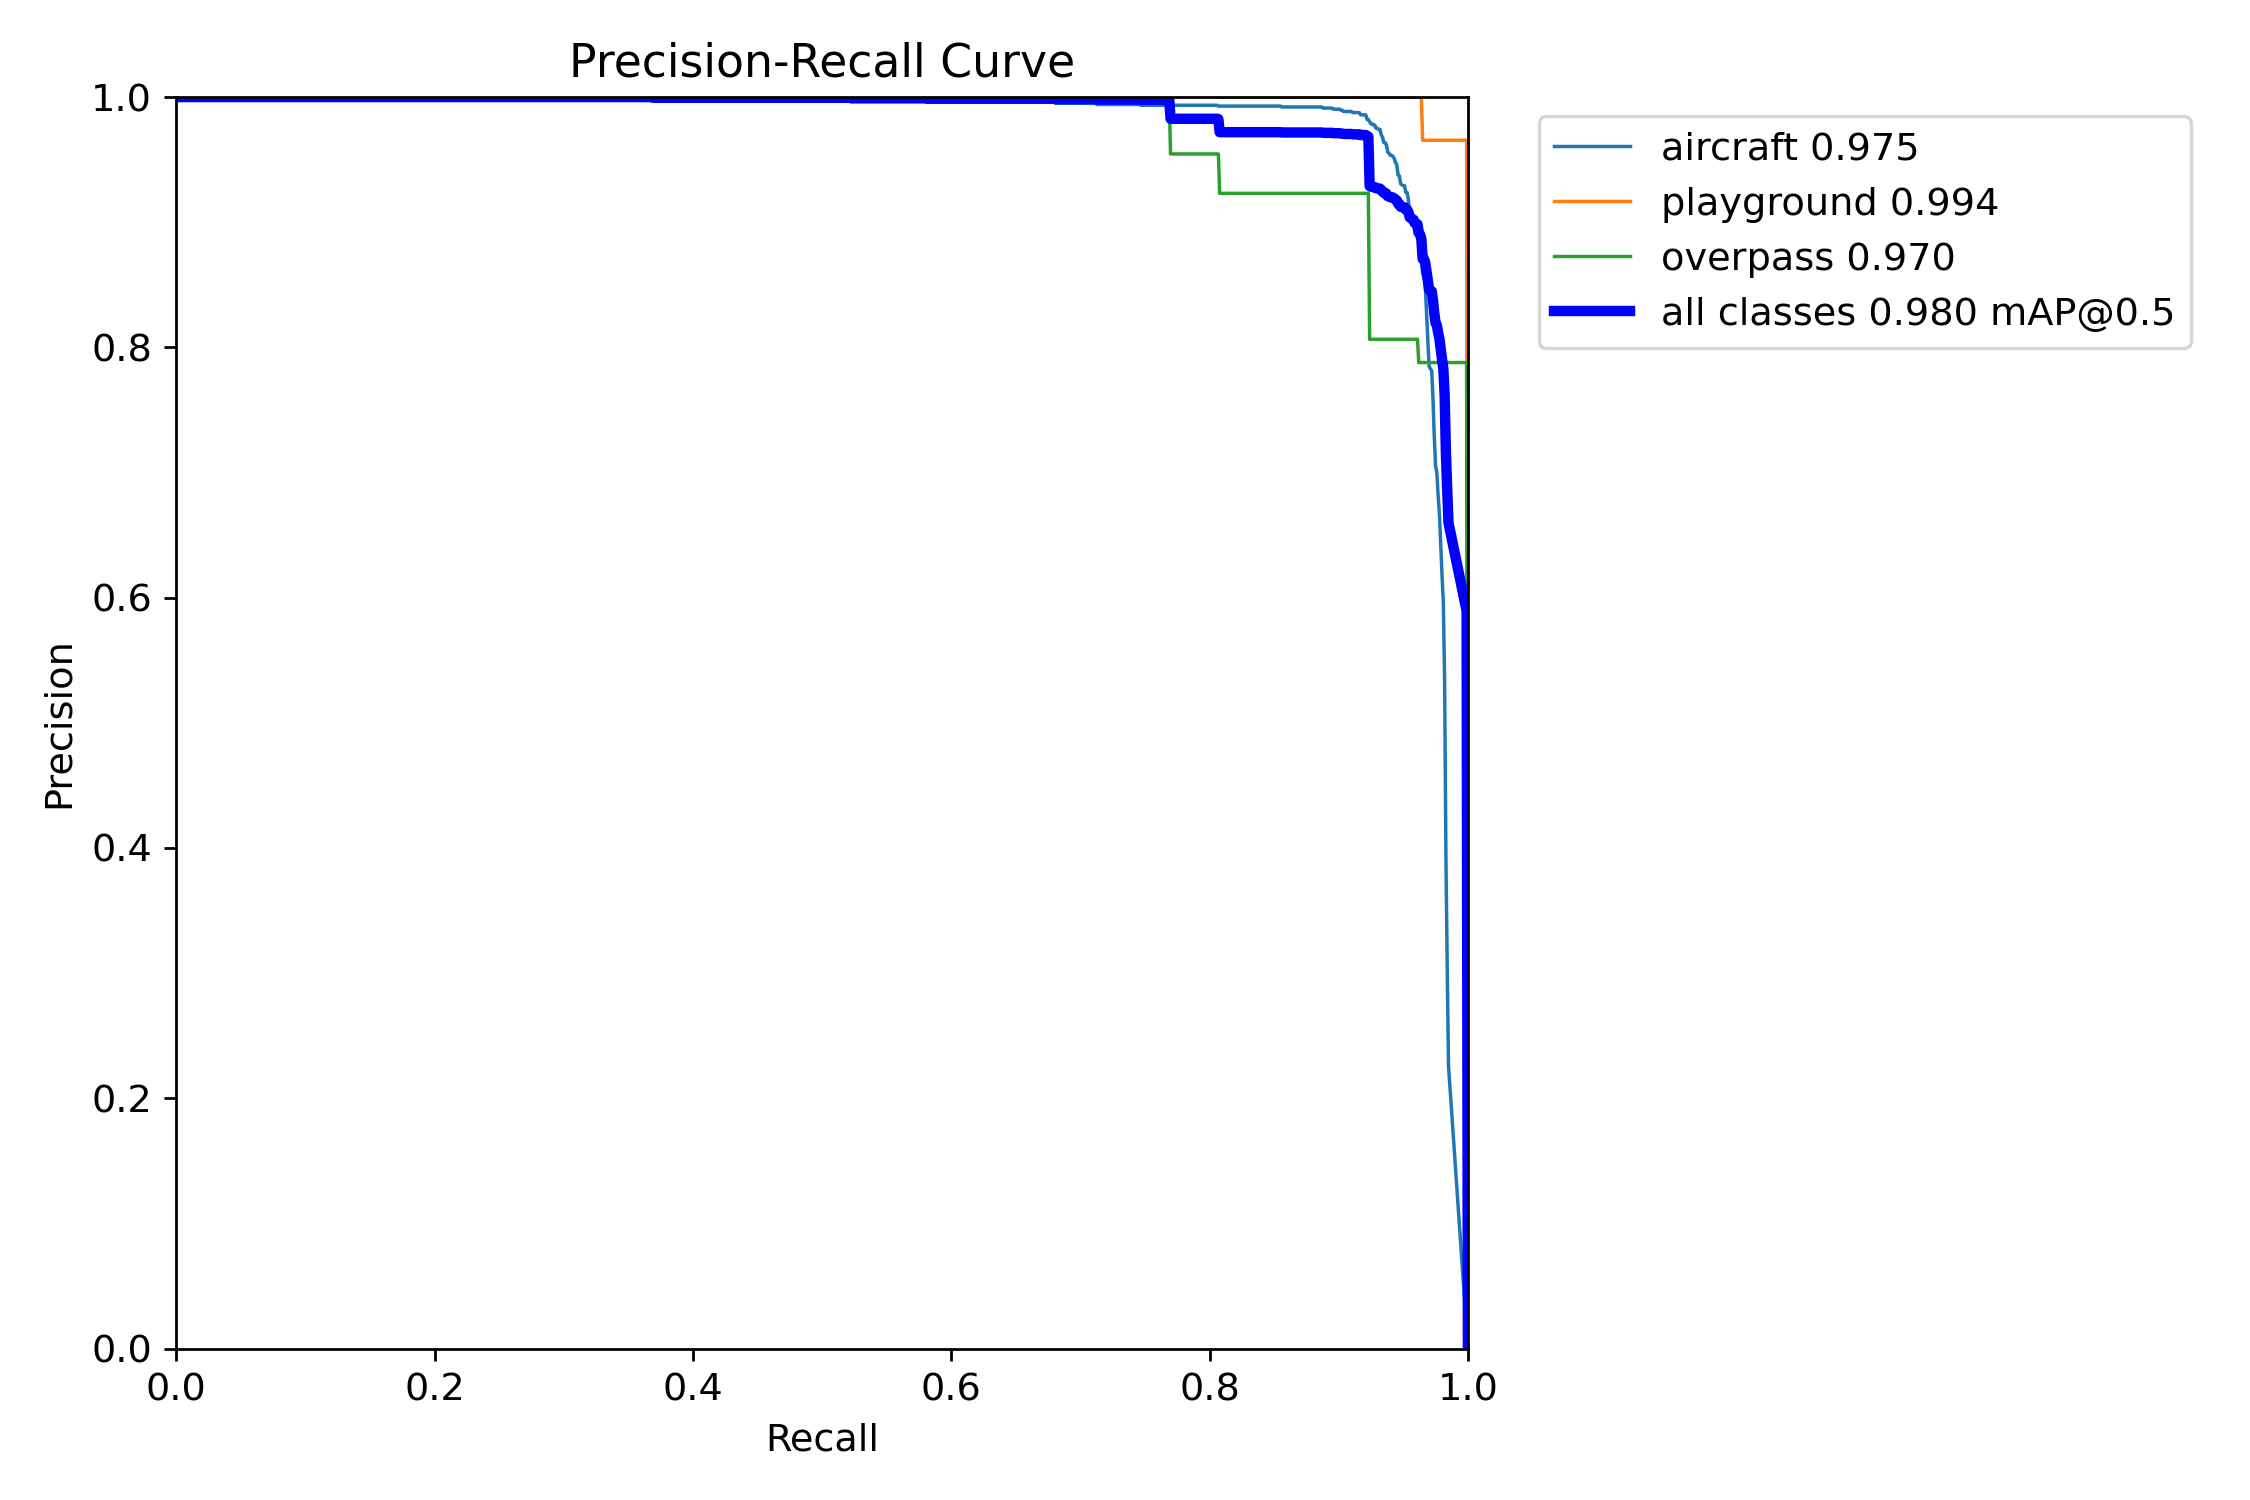 Precision-Recall Curve
1.0
0.8
0.6
0.4
0.2
0.0
Precision
0.0 0.2 0.4 0.6 0.8 1.0
Recall
aircraft 0.975
playground 0.994
overpass 0.970
all classes 0.980 mAP@0.5